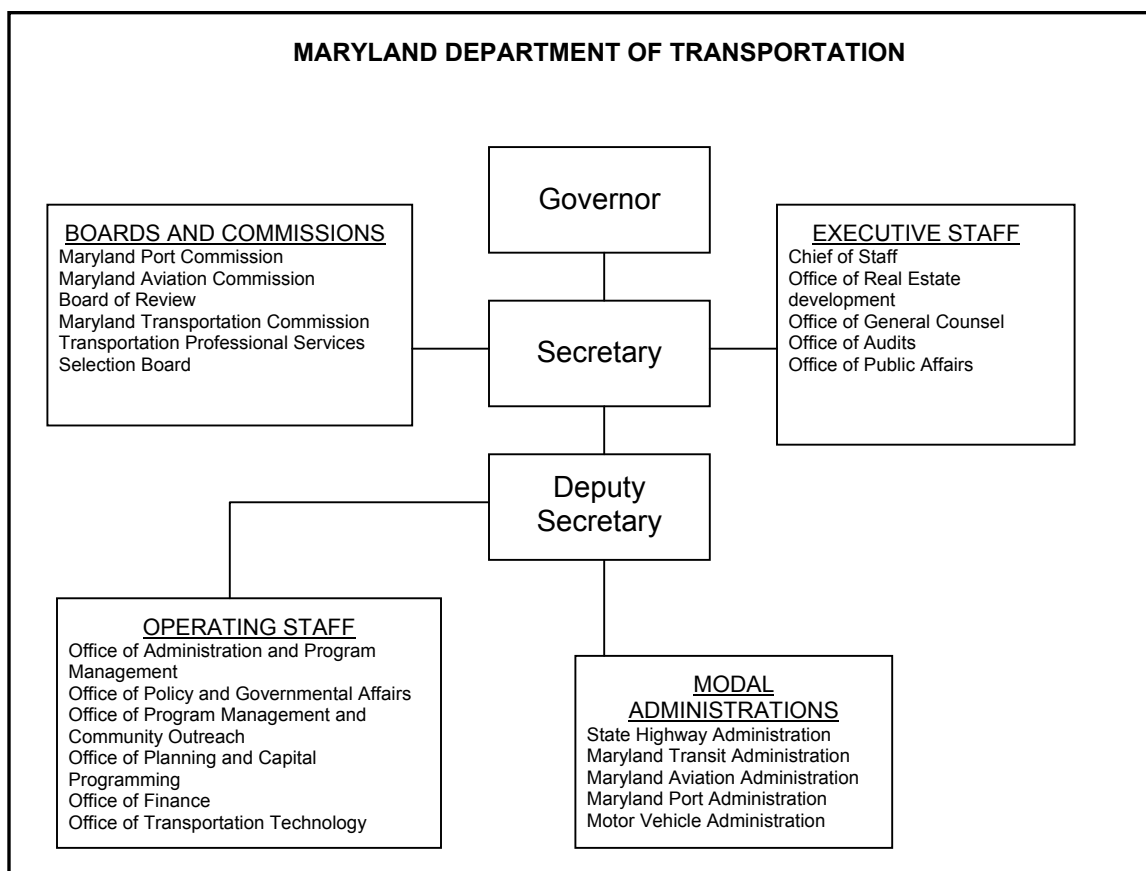 MARYLAND DEPARTMENT OF TRANSPORTATION
Governor
BOARDS AND COMMISSIONS
Maryland Port Commission
Maryland Aviation Commission
Board of Review
Maryland Transportation Commission
Transportation Professional Services
Selection Board
EXECUTIVE STAFF
Chief of Staff
Office of Real Estate
development
Office of General Counsel
Office of Audits
Office of Public Affairs
Secretary
Deputy
Secretary
OPERATING STAFF
Office of Administration and Program
Management
Office of Policy and Governmental Affairs
Office of Program Management and
Community Outreach
Office of Planning and Capital
Programming
Office of Finance
Office of Transportation Technology
MODAL
ADMINISTRATIONS
State Highway Administration
Maryland Transit Administration
Maryland Aviation Administration
Maryland Port Administration
Motor Vehicle Administration